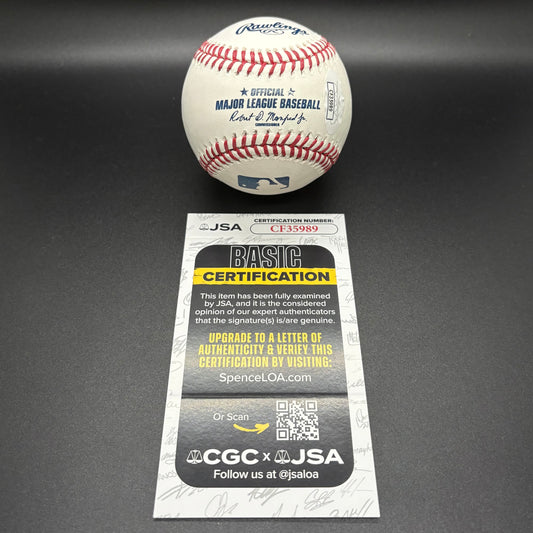 Rawlings
OFFICIAL
MAJOR LEAGUE BASEBALL
Robert D. Manfred Jr.
COMMISSIONER
JSA
CERTIFICATION NUMBER:
CF35989
BASIC
CERTIFICATION
This item has been fully examined
by JSA, and it is the considered
opinion of our expert authenticators
that the signature(s) is/are genuine.
UPGRADE TO A LETTER OF
AUTHENTICITY & VERIFY THIS
CERTIFICATION BY VISITING:
SpenceLOA.com
Or Scan
CGC x JSA
Follow us at @jsaloa